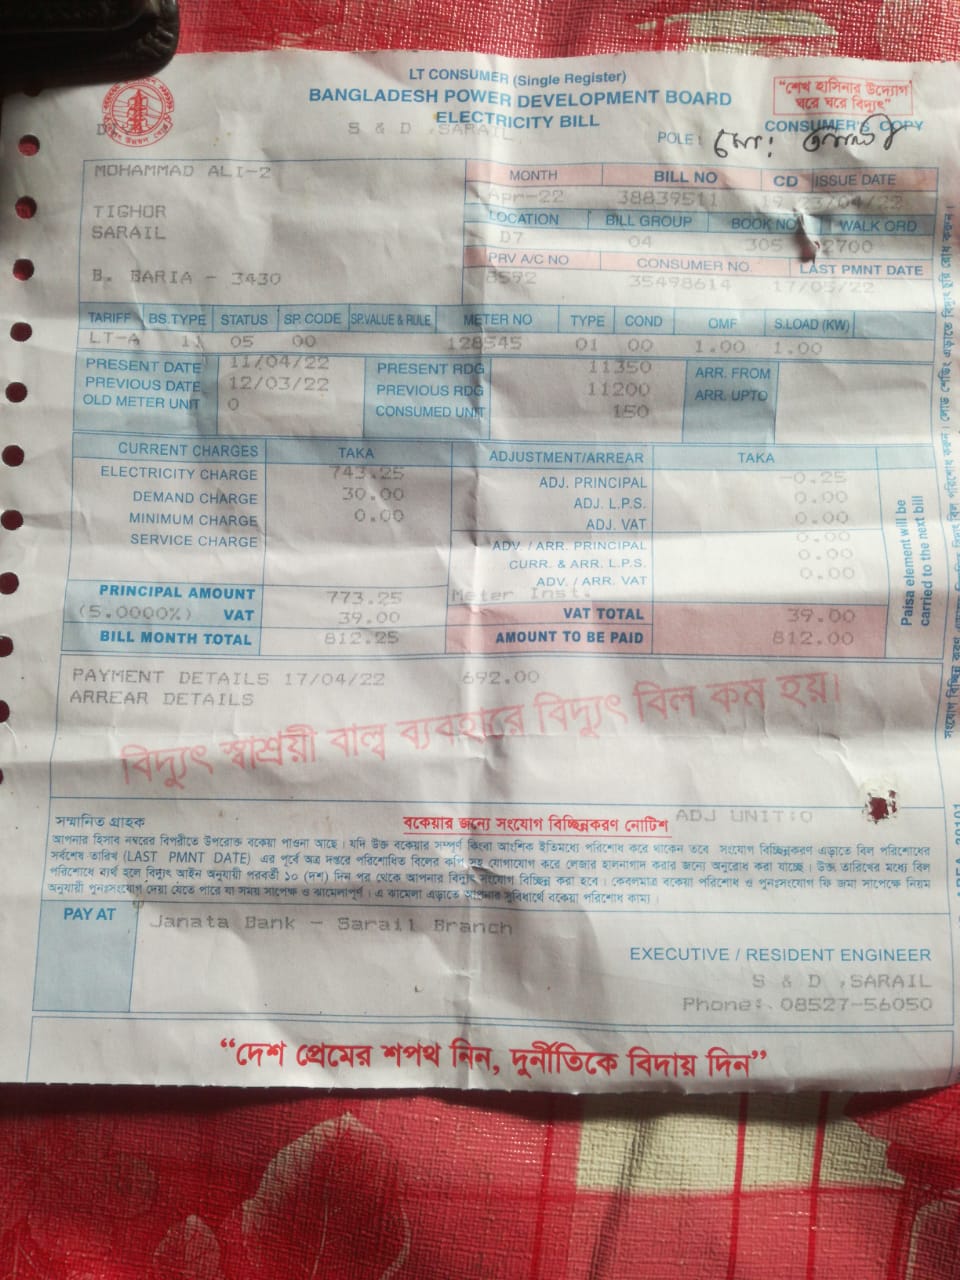 LT CONSUMER (Single Register)
BANGLADESH POWER DEVELOPMENT BOARD
ELECTRICITY BILL
"শেখ হাসিনার উদ্যোগ
ঘরে ঘরে বিদ্যুৎ"
CONSUMER'S COPY
S & D ,SARAIL
POLE: মো:
MOHAMMAD ALI-2
TIGHOR
SARAIL
B. BARIA - 3430
MONTH BILL NO CD ISSUE DATE
Apr-22 38839511 19 23/04/22
LOCATION BILL GROUP BOOK NO WALK ORD
D7 04 305 2700
PRV A/C NO CONSUMER NO. LAST PMNT DATE
8592 35498614 17/05/22
TARIFF BS.TYPE STATUS SP.CODE SP.VALUE & RULE METER NO TYPE COND OMF S.LOAD (KW)
LT-A 11 05 00 128545 01 00 1.00 1.00
PRESENT DATE 11/04/22 PRESENT RDG 11350 ARR. FROM
PREVIOUS DATE 12/03/22 PREVIOUS RDG 11200 ARR. UPTO
OLD METER UNIT 0 CONSUMED UNIT 150
CURRENT CHARGES TAKA ADJUSTMENT/ARREAR TAKA
ELECTRICITY CHARGE 743.25 ADJ. PRINCIPAL -0.25
DEMAND CHARGE 30.00 ADJ. L.P.S. 0.00
MINIMUM CHARGE 0.00 ADJ. VAT 0.00
SERVICE CHARGE ADV. / ARR. PRINCIPAL 0.00
CURR. & ARR. L.P.S. 0.00
ADV. / ARR. VAT 0.00
PRINCIPAL AMOUNT 773.25 Meter Inst.
(5.0000%) VAT 39.00 VAT TOTAL 39.00
BILL MONTH TOTAL 812.25 AMOUNT TO BE PAID 812.00
Paisa element will be
carried to the next bill
PAYMENT DETAILS 17/04/22 692.00
ARREAR DETAILS
বিদ্যুৎ স্বাশ্রয়ী বাল্ব ব্যবহারে বিদ্যুৎ বিল কম হয়।
ADJ UNIT:0
সম্মানিত গ্রাহক বকেয়ার জন্যে সংযোগ বিচ্ছিন্নকরণ নোটিশ
আপনার হিসাব নম্বরের বিপরীতে উপরোক্ত বকেয়া পাওনা আছে। যদি উক্ত বকেয়ার সম্পূর্ণ কিংবা আংশিক ইতিমধ্যে পরিশোধ করে থাকেন তবে সংযোগ বিচ্ছিন্নকরণ এড়াতে বিল পরিশোধের
সর্বশেষ তারিখ (LAST PMNT DATE) এর পূর্বে অত্র দপ্তরে পরিশোধিত বিলের কপি সহ যোগাযোগ করে লেজার হালনাগাদ করার জন্যে অনুরোধ করা যাচ্ছে। উক্ত তারিখের মধ্যে বিল
পরিশোধে ব্যর্থ হলে বিদ্যুৎ আইন অনুযায়ী পরবর্তী ১০ (দশ) দিন পর থেকে আপনার বিদ্যুৎ সংযোগ বিচ্ছিন্ন করা হবে। কেবলমাত্র বকেয়া পরিশোধ ও পুনঃসংযোগ ফি জমা সাপেক্ষে নিয়ম
অনুযায়ী পুনঃসংযোগ দেয়া যেতে পারে যা সময় সাপেক্ষ ও ঝামেলাপূর্ণ। এ ঝামেলা এড়াতে আপনার সুবিধার্থে বকেয়া পরিশোধ কাম্য।
PAY AT Janata Bank - Sarail Branch
EXECUTIVE / RESIDENT ENGINEER
S & D ,SARAIL
Phone: 08527-56050
"দেশ প্রেমের শপথ নিন, দুর্নীতিকে বিদায় দিন"